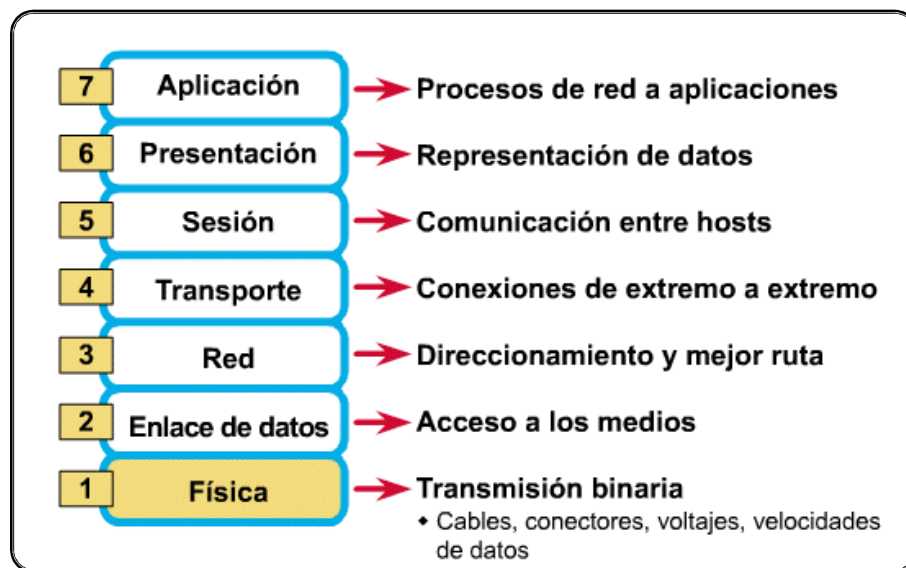 7 Aplicación Procesos de red a aplicaciones
6 Presentación Representación de datos
5 Sesión Comunicación entre hosts
4 Transporte Conexiones de extremo a extremo
3 Red Direccionamiento y mejor ruta
2 Enlace de datos Acceso a los medios
1 Física Transmisión binaria
• Cables, conectores, voltajes, velocidades
de datos